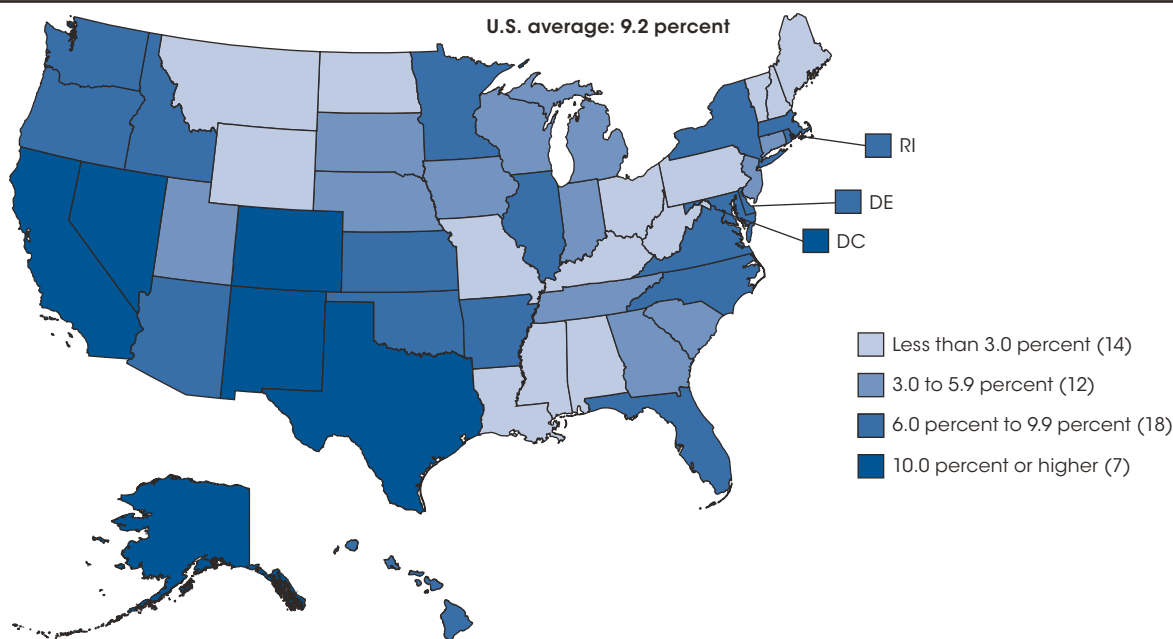 U.S. average: 9.2 percent
RI
DE
DC
Less than 3.0 percent (14)
3.0 to 5.9 percent (12)
6.0 percent to 9.9 percent (18)
10.0 percent or higher (7)